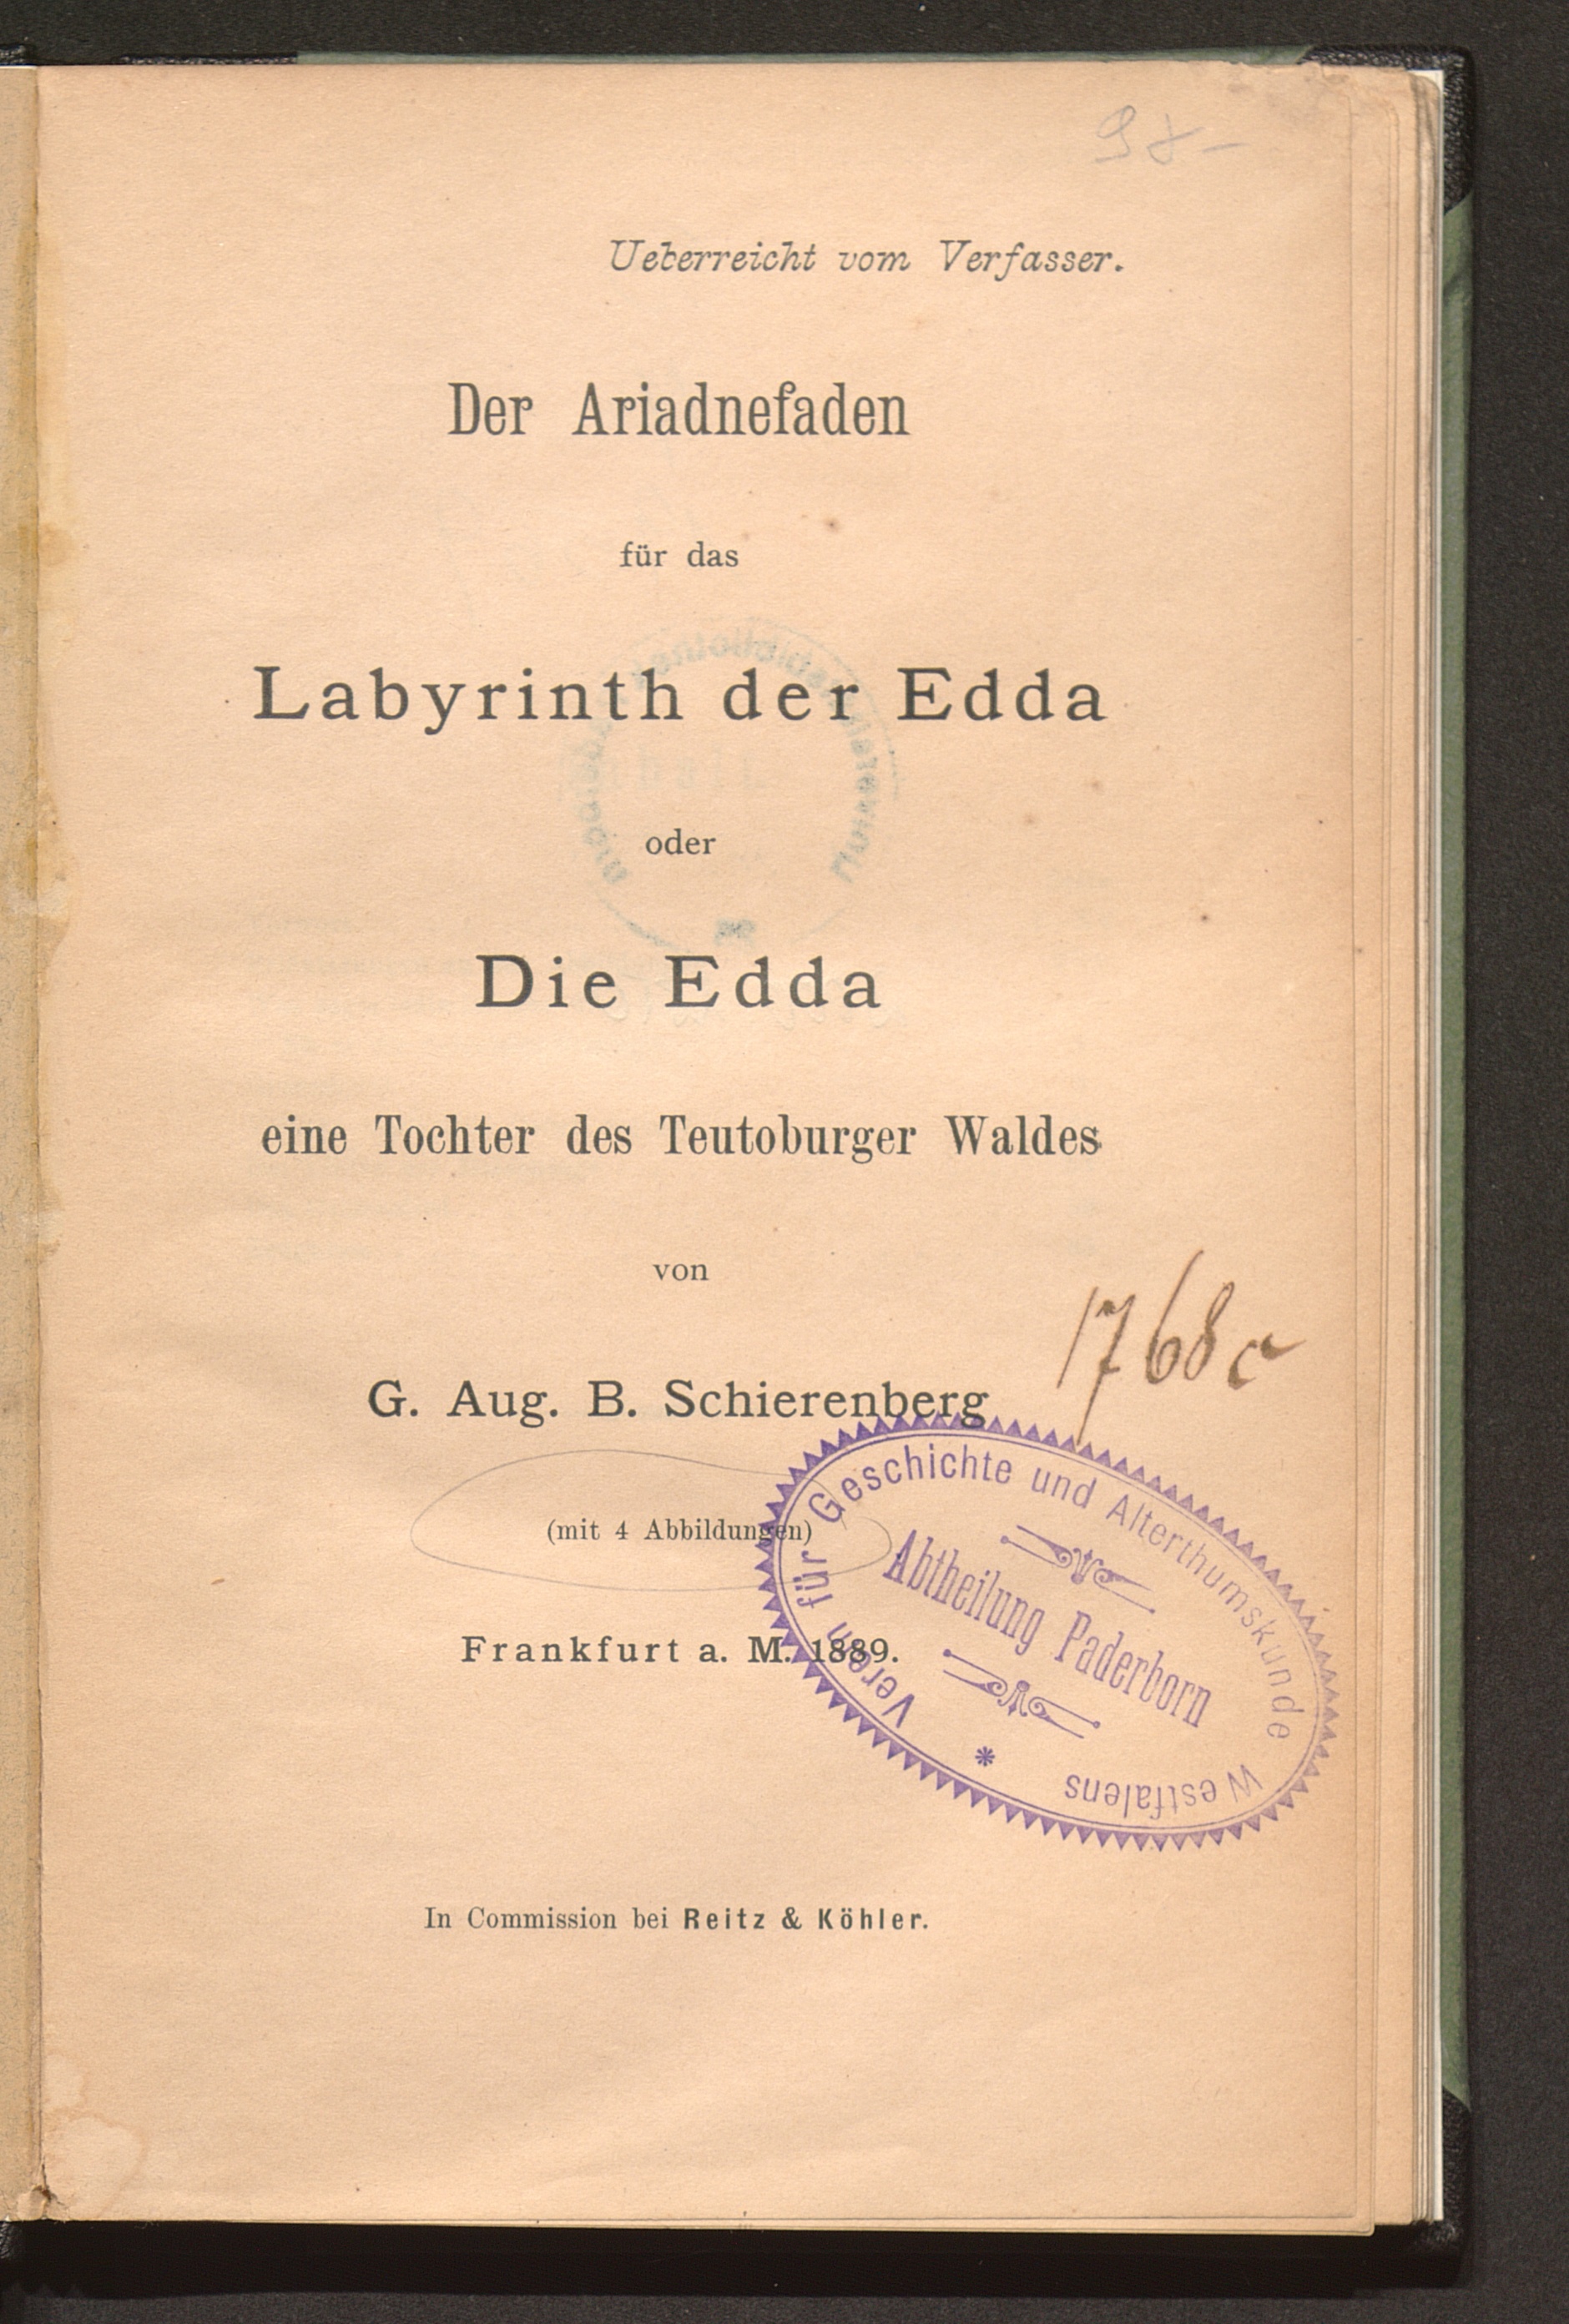 Ueberreicht vom Verfasser.
Der Ariadnefaden
für das
Labyrinth der Edda
oder
Die Edda
eine Tochter des Teutoburger Waldes
von
1768c
G. Aug. B. Schierenberg
(mit 4 Abbildungen)
Frankfurt a. M. 1889.
Verein für Geschichte und Alterthumskunde Westfalens
Abtheilung Paderborn
In Commission bei Reitz & Köhler.